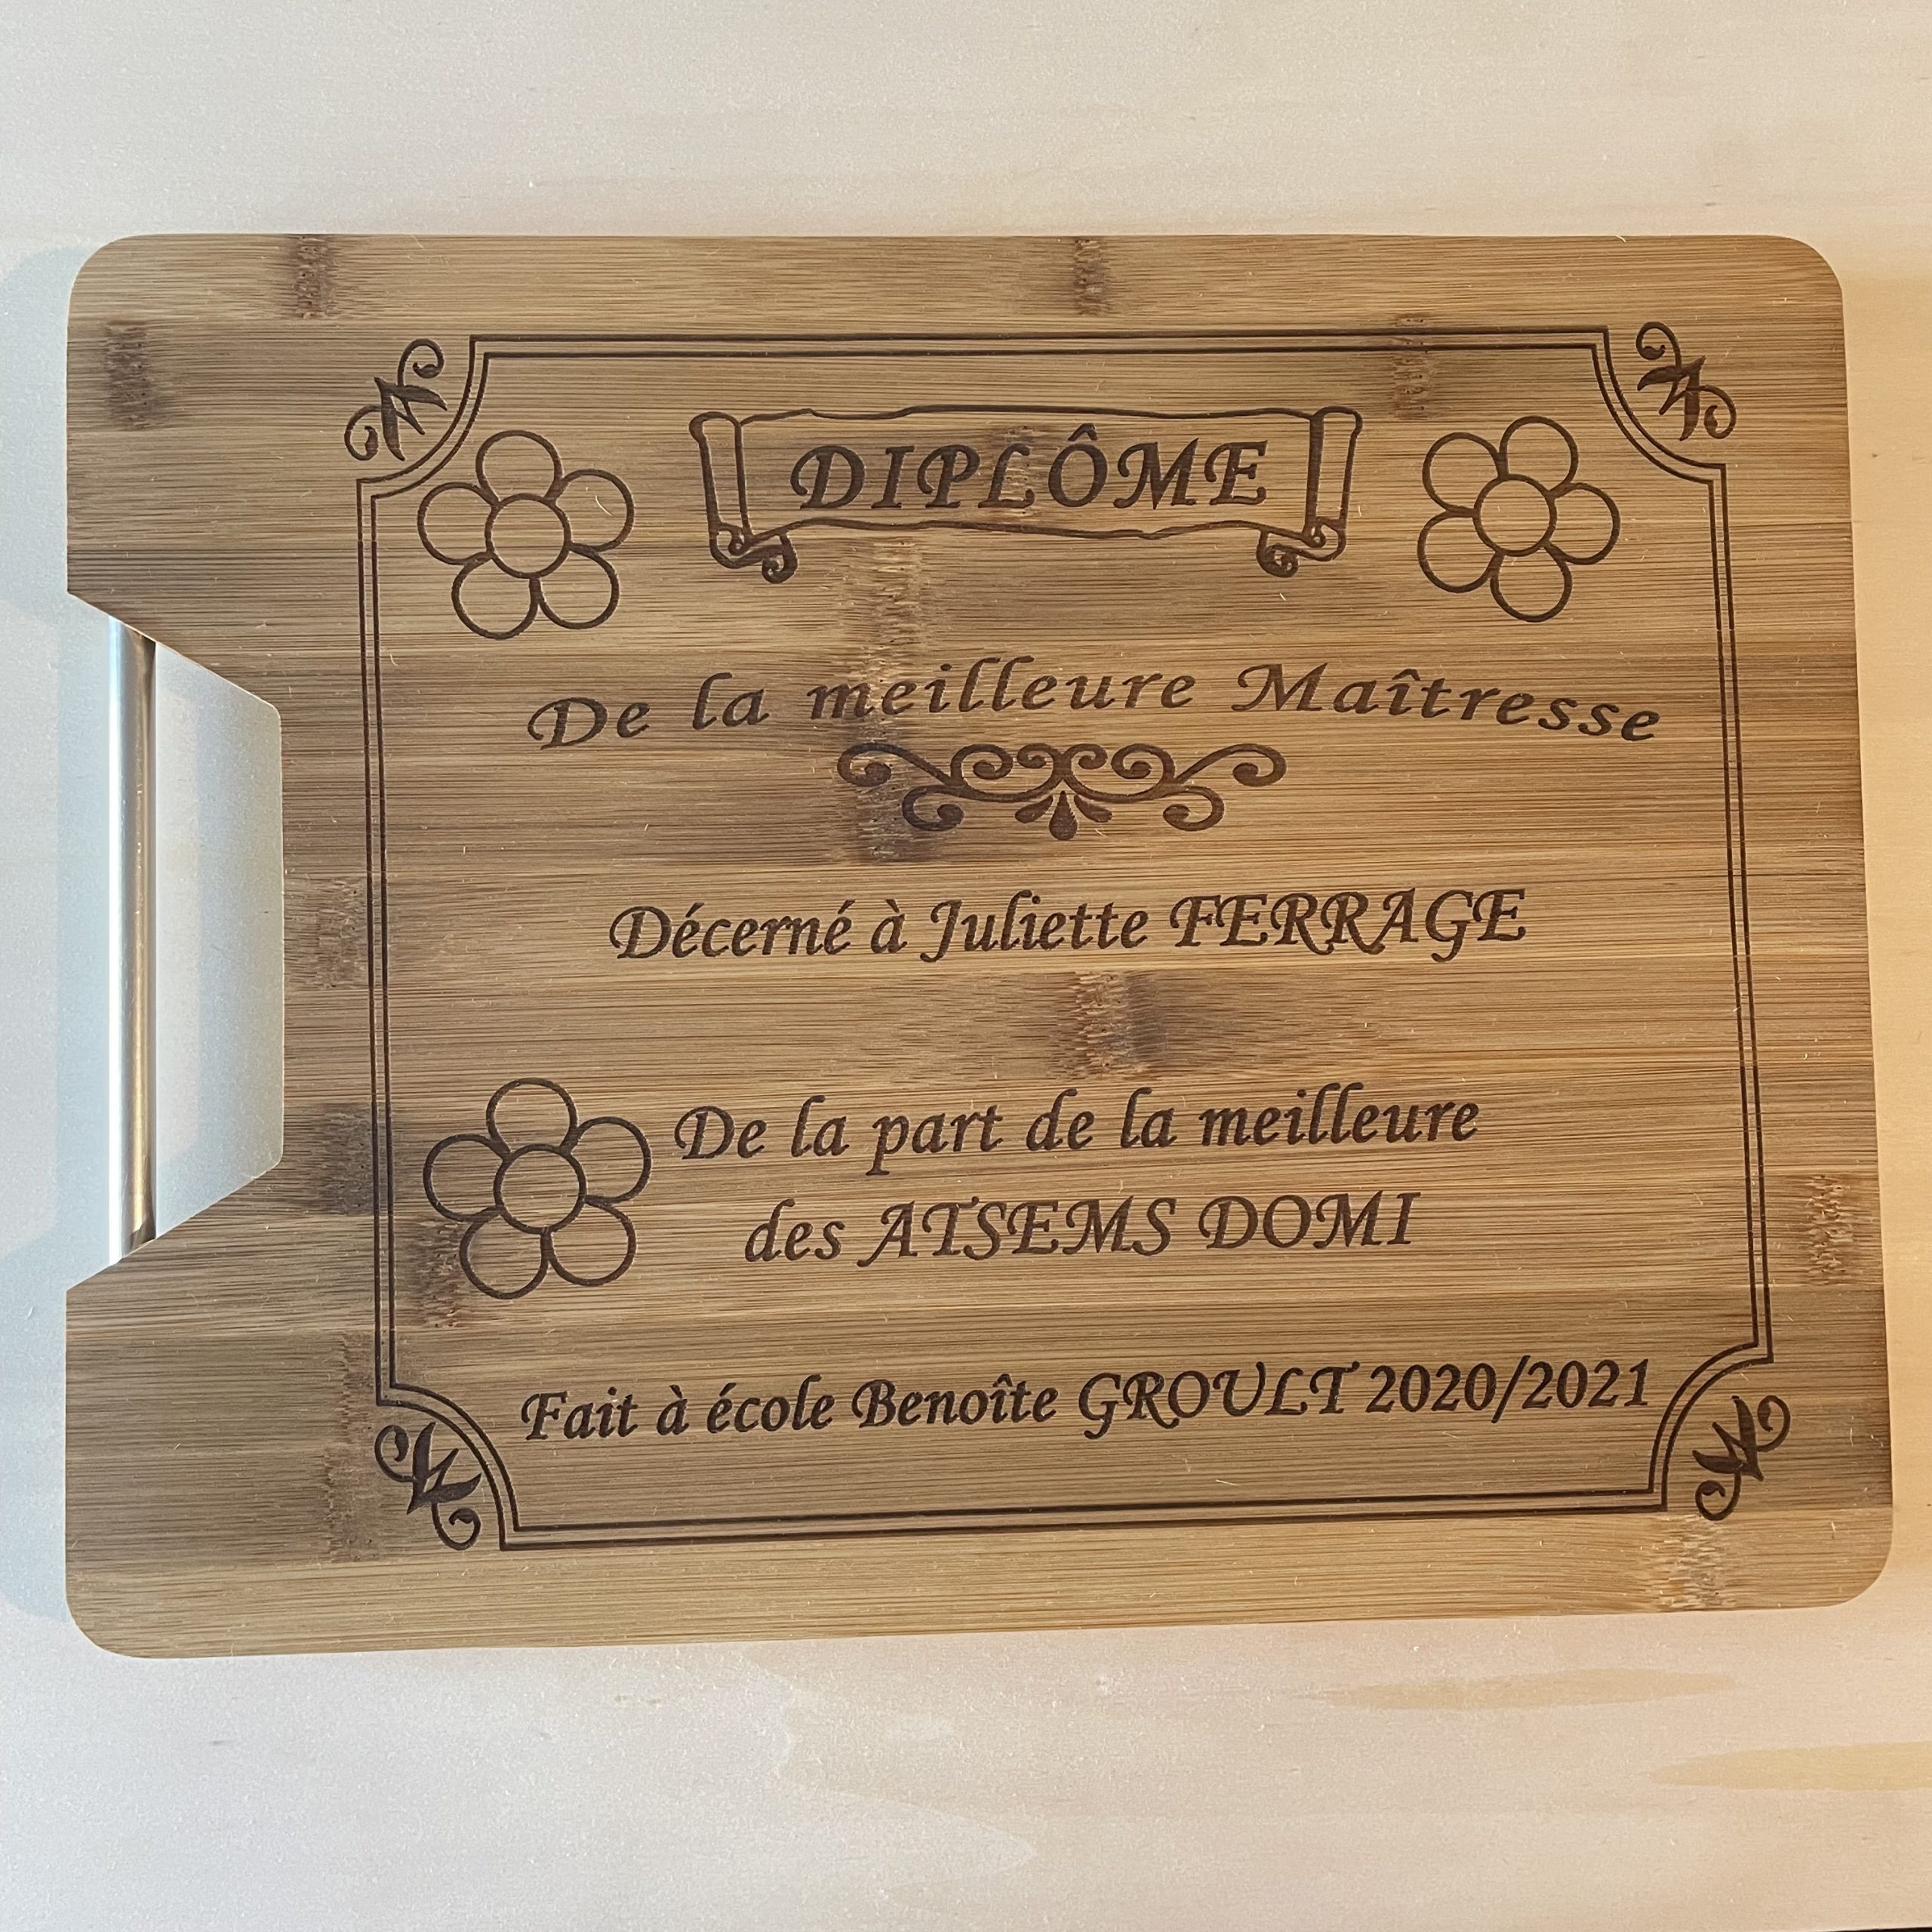 DIPLÔME
De la meilleure Maîtresse
Décerné à Juliette FERRAGE
De la part de la meilleure
des ATSEMS DOMI
Fait à école Benoîte GROULT 2020/2021